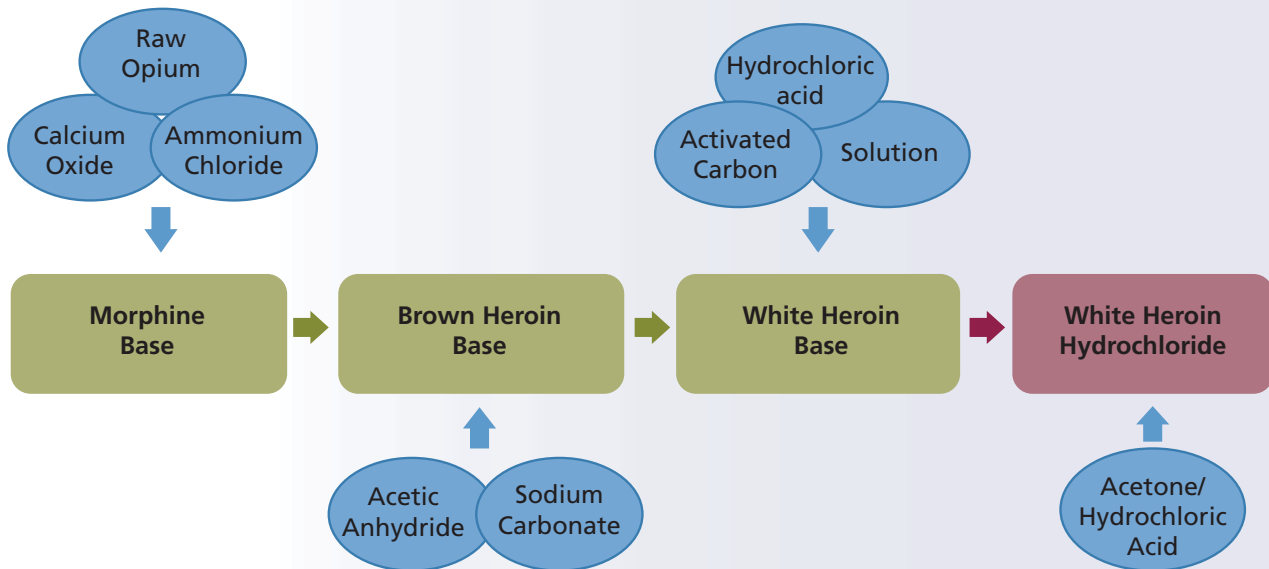 Raw
Opium
Calcium
Oxide
Ammonium
Chloride
Hydrochloric
acid
Activated
Carbon
Solution
Morphine
Base
Brown Heroin
Base
White Heroin
Base
White Heroin
Hydrochloride
Acetic
Anhydride
Sodium
Carbonate
Acetone/
Hydrochloric
Acid